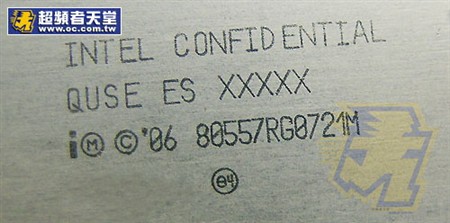 超頻者天堂
www.oc.com.tw
INTEL CONFIDENTIAL
QUSE ES XXXXX
i Ⓜ © '06 80557RG0721M
e4